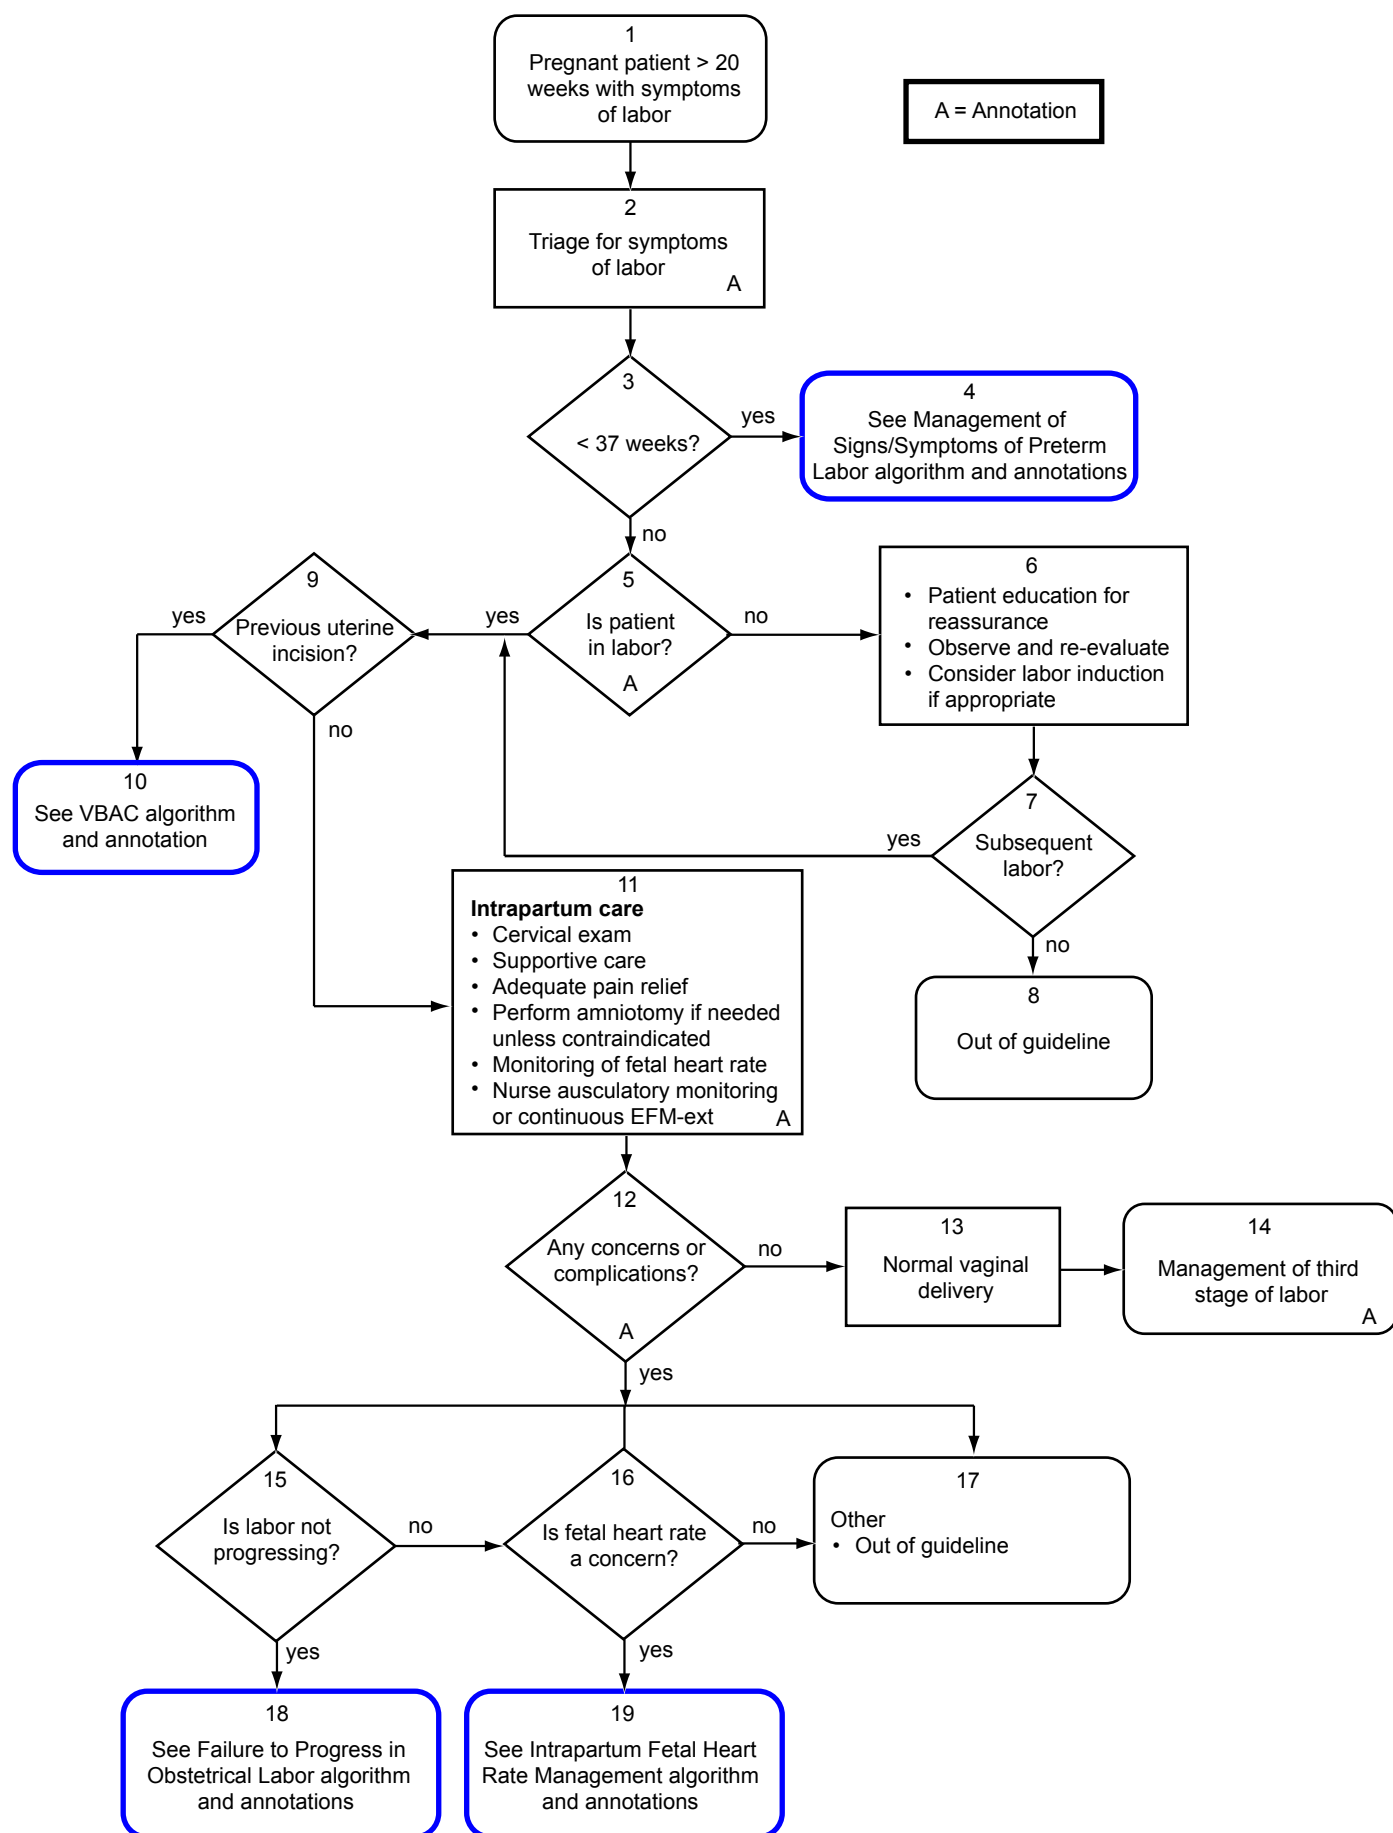 1
Pregnant patient > 20
weeks with symptoms
of labor
A = Annotation
2
Triage for symptoms
of labor
A
3
< 37 weeks?
yes
4
See Management of
Signs/Symptoms of Preterm
Labor algorithm and annotations
no
5
Is patient
in labor?
A
yes
no
6
• Patient education for
reassurance
• Observe and re-evaluate
• Consider labor induction
if appropriate
9
Previous uterine
incision?
yes
no
10
See VBAC algorithm
and annotation
7
Subsequent
labor?
yes
no
8
Out of guideline
11
Intrapartum care
• Cervical exam
• Supportive care
• Adequate pain relief
• Perform amniotomy if needed
unless contraindicated
• Monitoring of fetal heart rate
• Nurse ausculatory monitoring
or continuous EFM-ext
A
12
Any concerns or
complications?
A
no
13
Normal vaginal
delivery
14
Management of third
stage of labor
A
yes
15
Is labor not
progressing?
no
16
Is fetal heart rate
a concern?
no
17
Other
• Out of guideline
yes
yes
18
See Failure to Progress in
Obstetrical Labor algorithm
and annotations
19
See Intrapartum Fetal Heart
Rate Management algorithm
and annotations